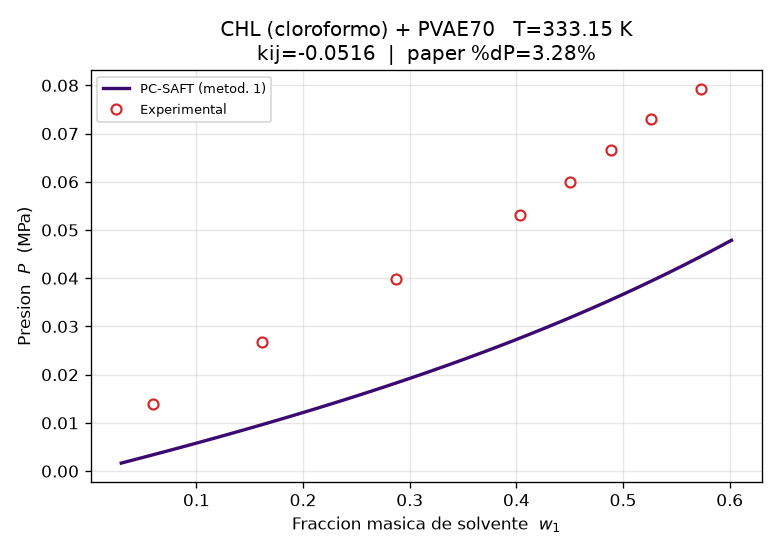 CHL (cloroformo) + PVAE70   T=333.15 K
kij=-0.0516  |  paper %dP=3.28%
PC-SAFT (metod. 1)
Experimental
Presion P (MPa)
0.08
0.07
0.06
0.05
0.04
0.03
0.02
0.01
0.00
0.1 0.2 0.3 0.4 0.5 0.6
Fraccion masica de solvente w₁